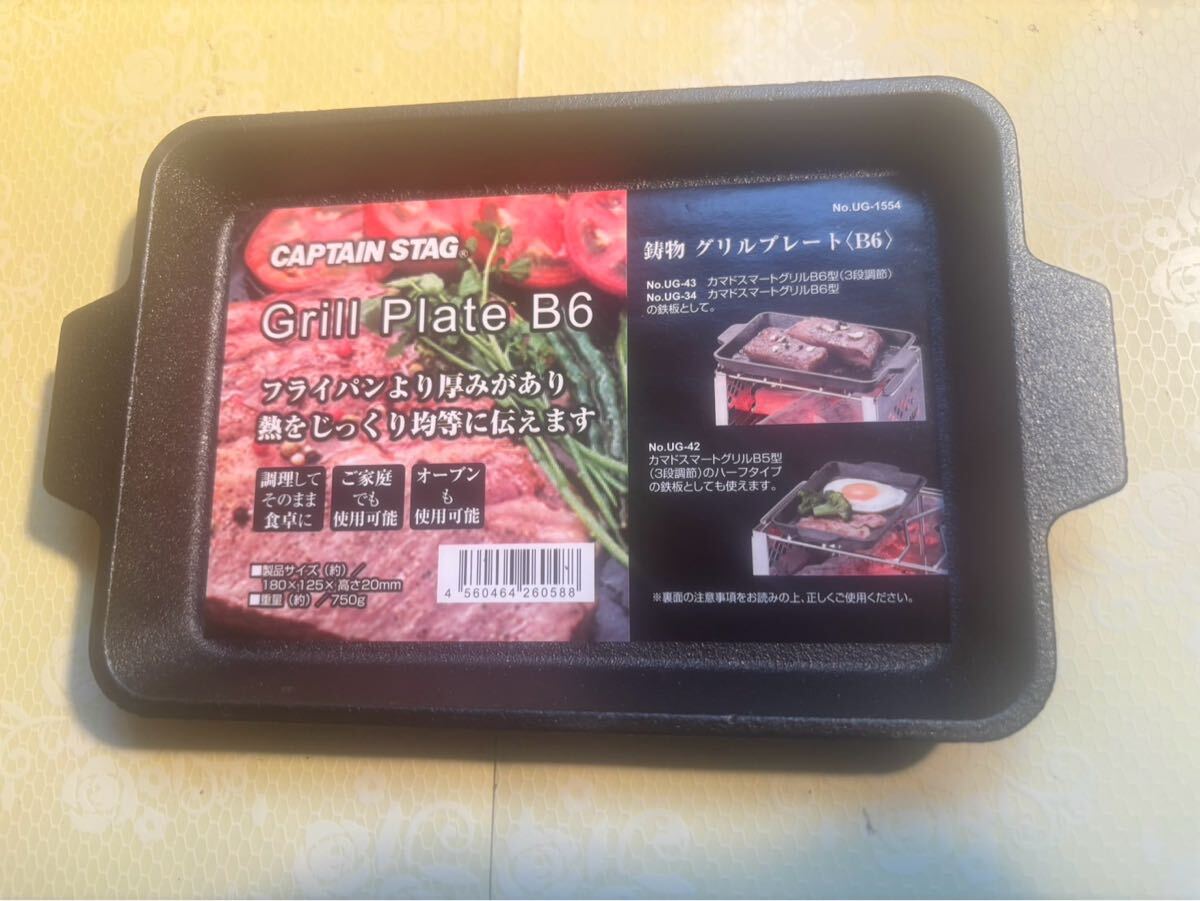 CAPTAIN STAG®
Grill Plate B6
フライパンより厚みがあり
熱をじっくり均等に伝えます
調理して
そのまま
食卓に
ご家庭
でも
使用可能
オーブン
も
使用可能
■製品サイズ(約)/
180×125×高さ20mm
■重量(約)/750g
4 560464 260588
No.UG-1554
鋳物 グリルプレート〈B6〉
No.UG-43 カマドスマートグリルB6型(3段調節)
No.UG-34 カマドスマートグリルB6型
の鉄板として。
No.UG-42
カマドスマートグリルB5型
(3段調節)のハーフタイプ
の鉄板としても使えます。
※裏面の注意事項をお読みの上、正しくご使用ください。